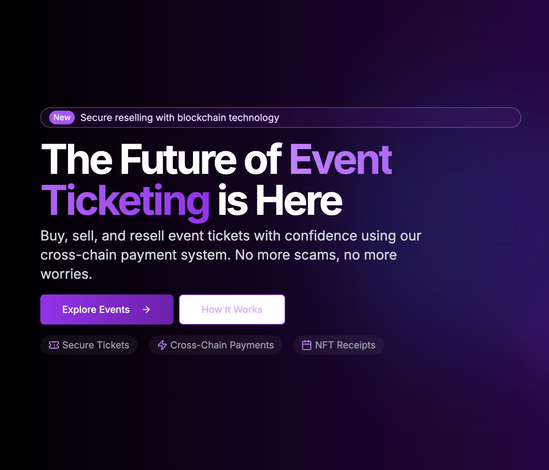 New Secure reselling with blockchain technology
The Future of Event
Ticketing is Here
Buy, sell, and resell event tickets with confidence using our
cross-chain payment system. No more scams, no more
worries.
Explore Events → How It Works
Secure Tickets Cross-Chain Payments NFT Receipts